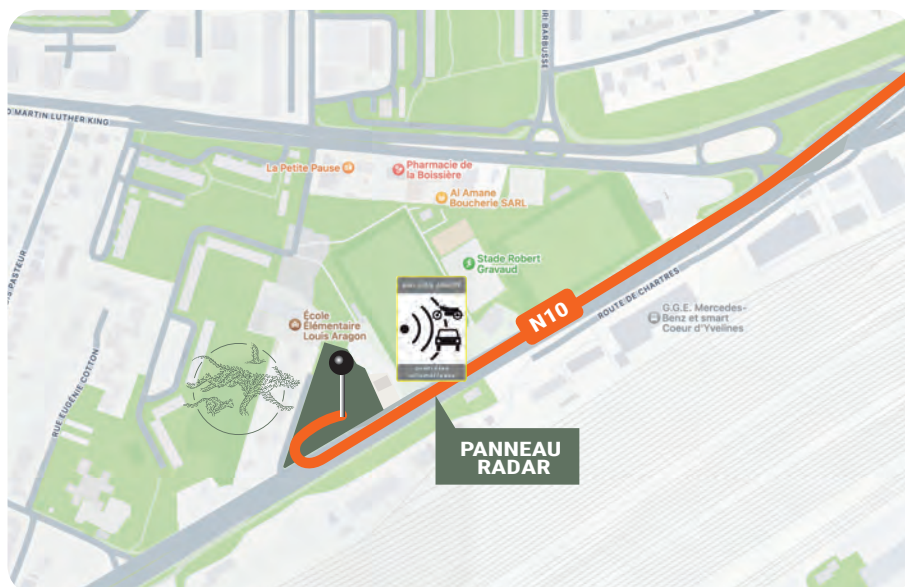 RI BARBUSSE
D MARTIN LUTHER KING
La Petite Pause
Pharmacie de
la Boissière
Al Amane
Boucherie SARL
S PASTEUR
Stade Robert
Gravaud
N10
ROUTE DE CHARTRES
G.G.E. Mercedes-
Benz et smart
Coeur d'Yvelines
École
Élémentaire
Louis Aragon
RUE EUGÉNIE COTTON
PANNEAU
RADAR